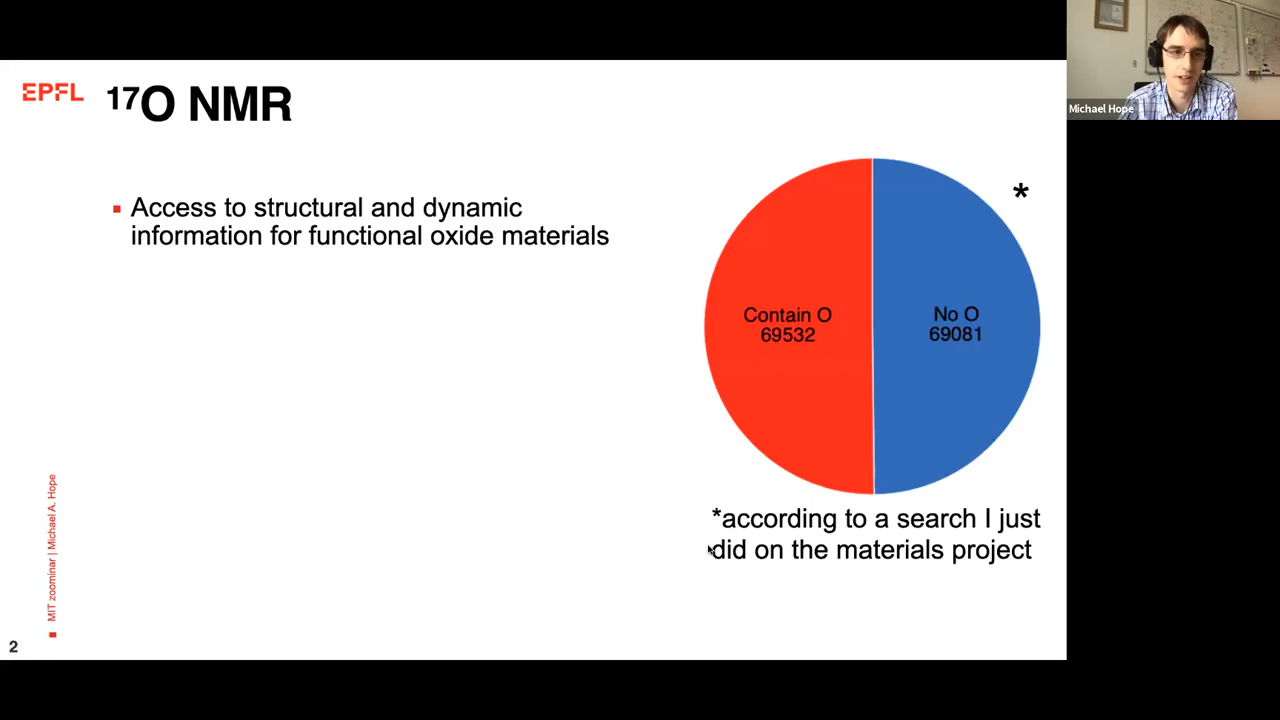 EPFL
¹⁷O NMR
Michael Hope
Access to structural and dynamic
information for functional oxide materials
*
Contain O
69532
No O
69081
*according to a search I just
did on the materials project
MIT zoominar | Michael A. Hope
2